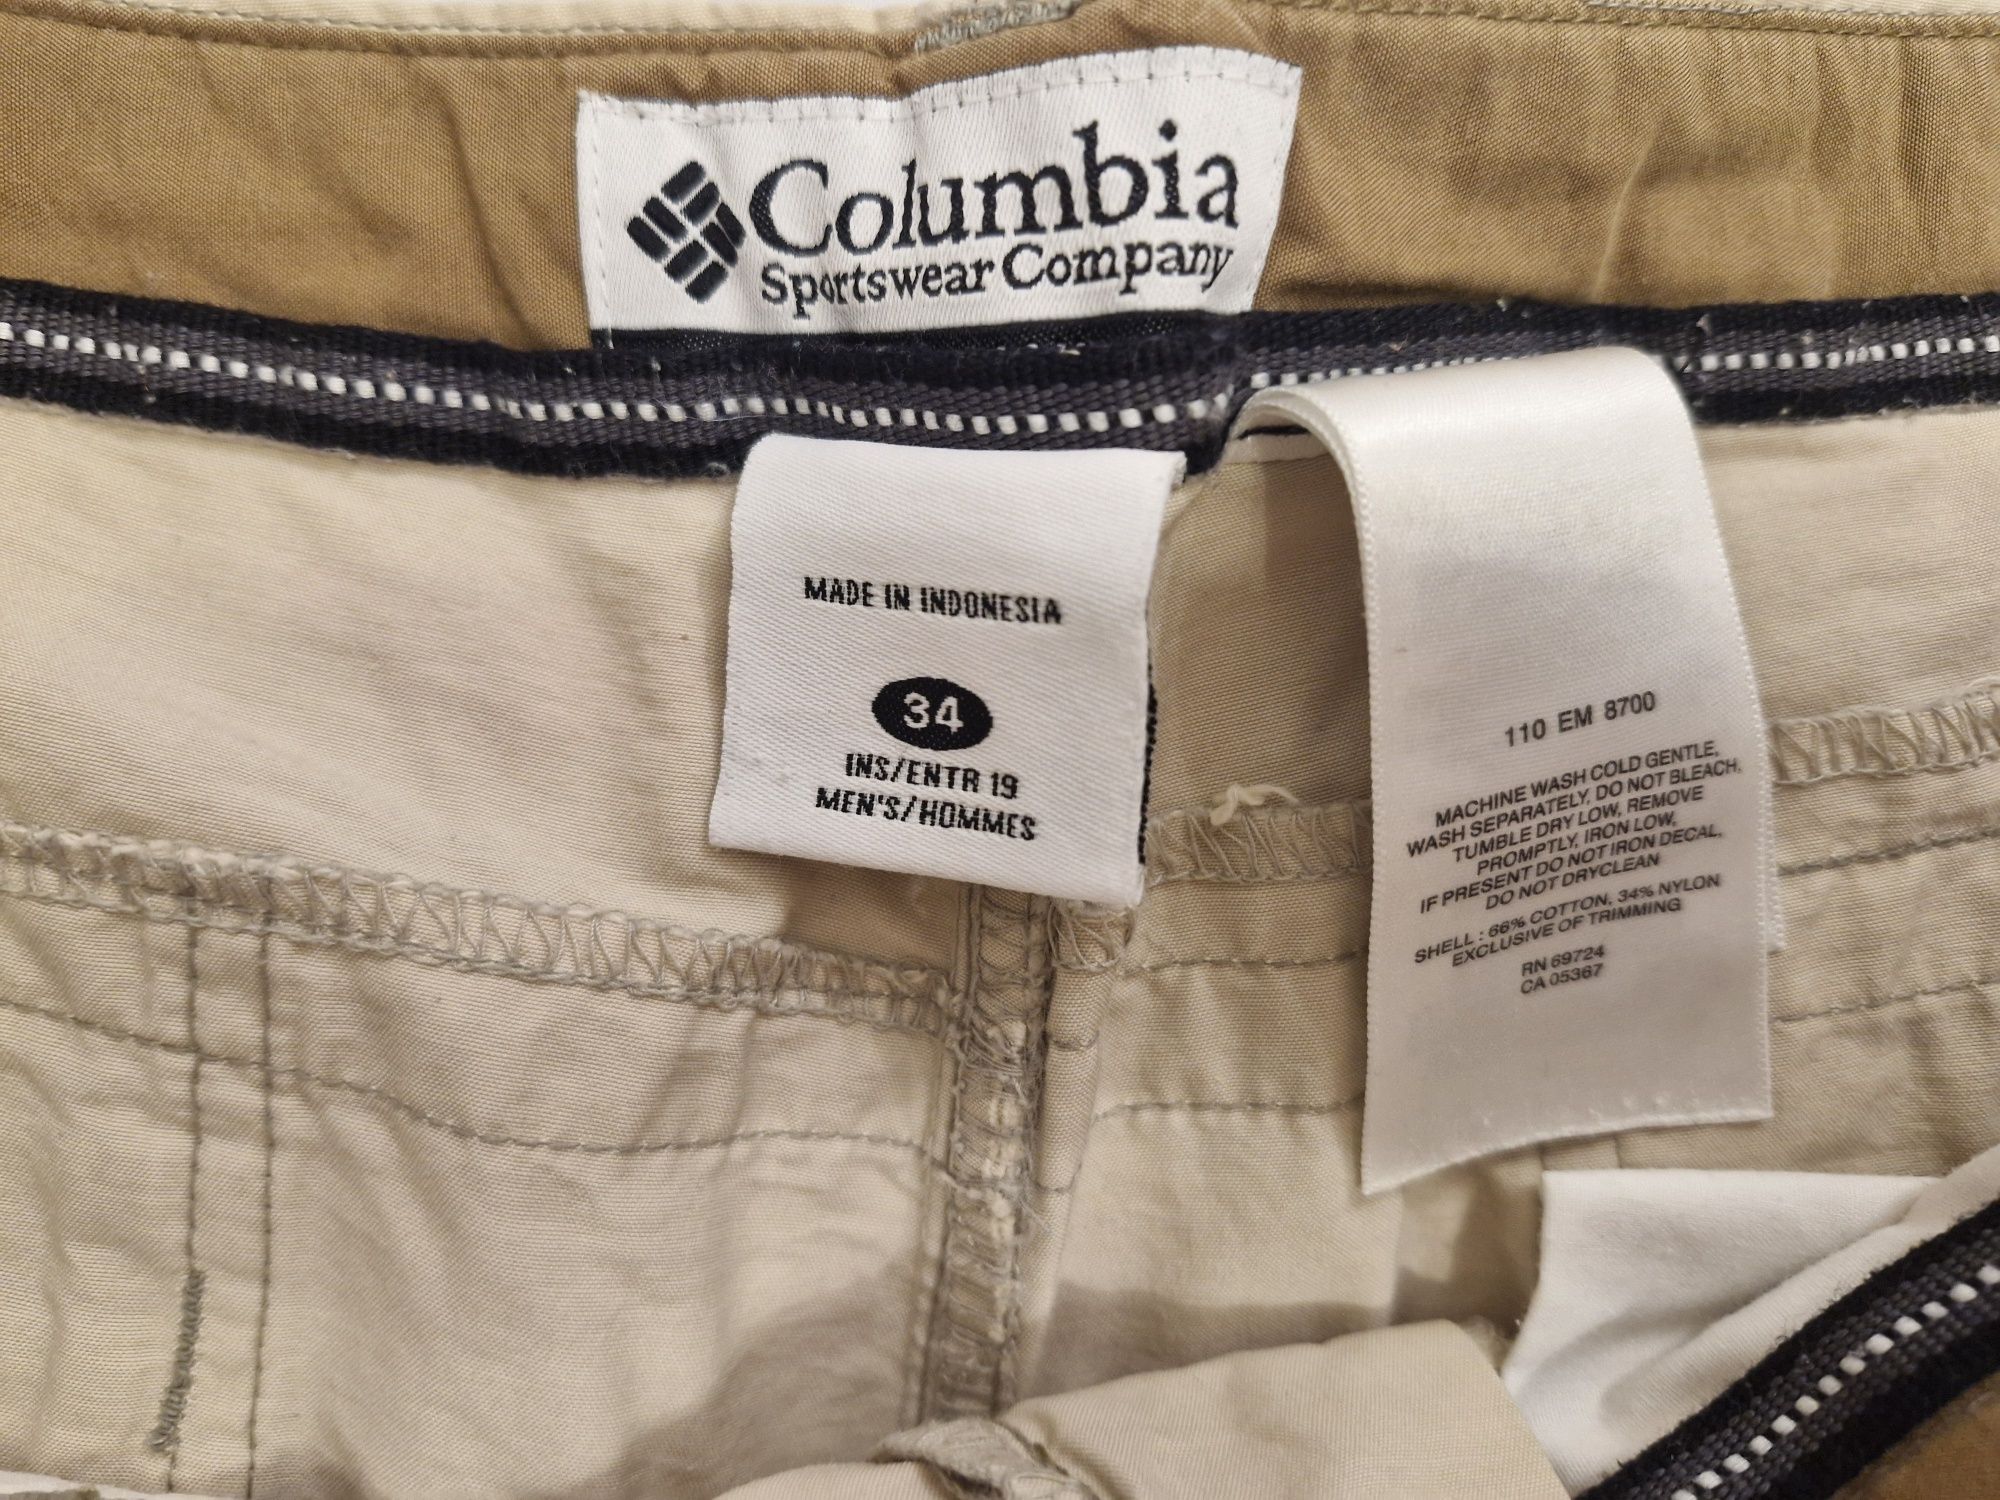 Columbia
Sportswear Company
MADE IN INDONESIA
34
INS/ENTR 19
MEN'S/HOMMES
110 EM 8700
MACHINE WASH COLD GENTLE,
WASH SEPARATELY, DO NOT BLEACH,
TUMBLE DRY LOW, REMOVE
PROMPTLY, IRON LOW,
IF PRESENT DO NOT IRON DECAL,
DO NOT DRYCLEAN
SHELL : 66% COTTON, 34% NYLON
EXCLUSIVE OF TRIMMING
RN 69724
CA 05367